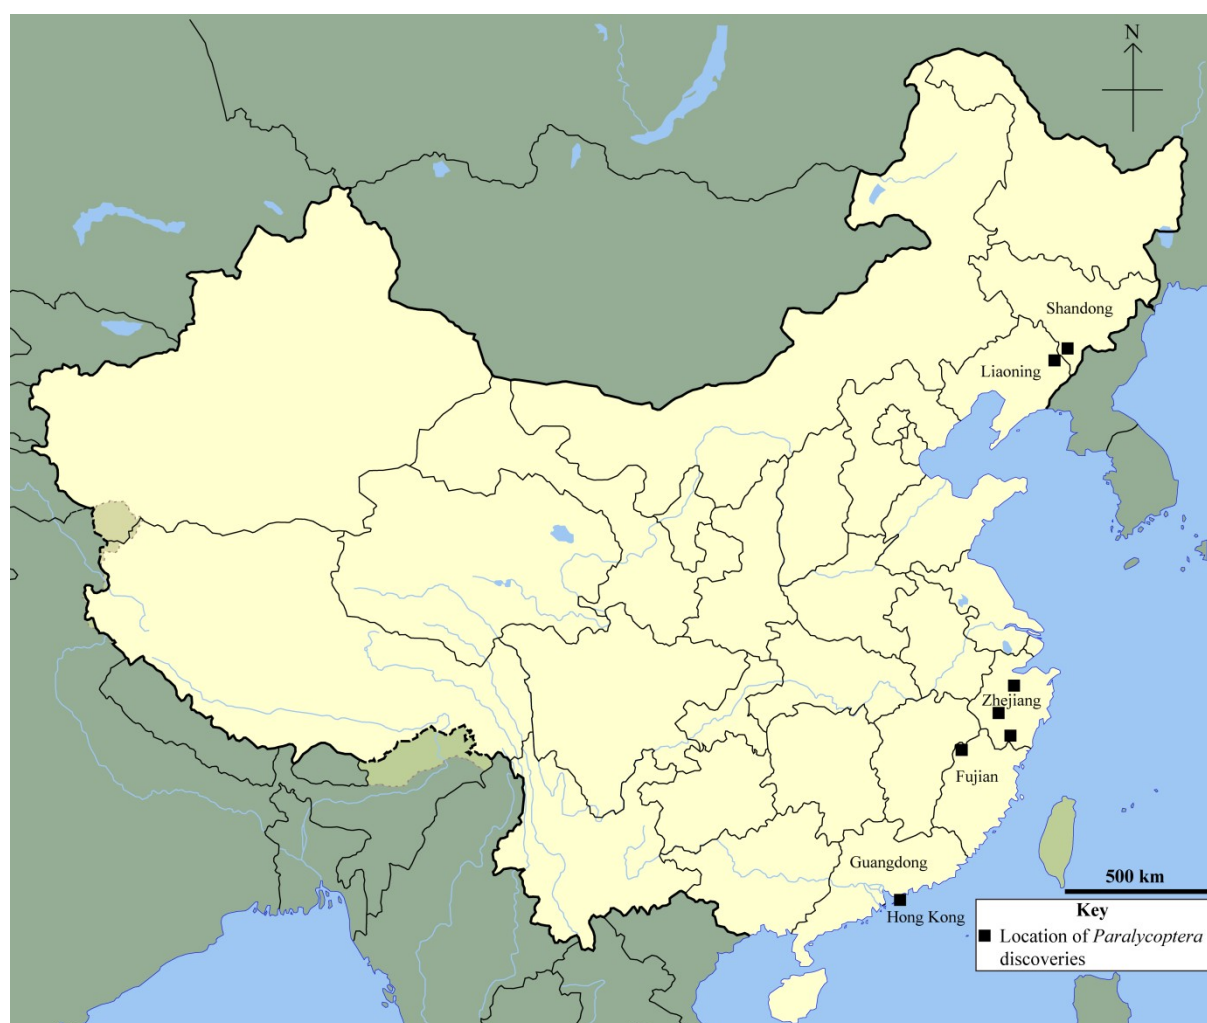 N
Shandong
Liaoning
Zhejiang
Fujian
Guangdong
500 km
Hong Kong
Key
Location of Paralycoptera
discoveries